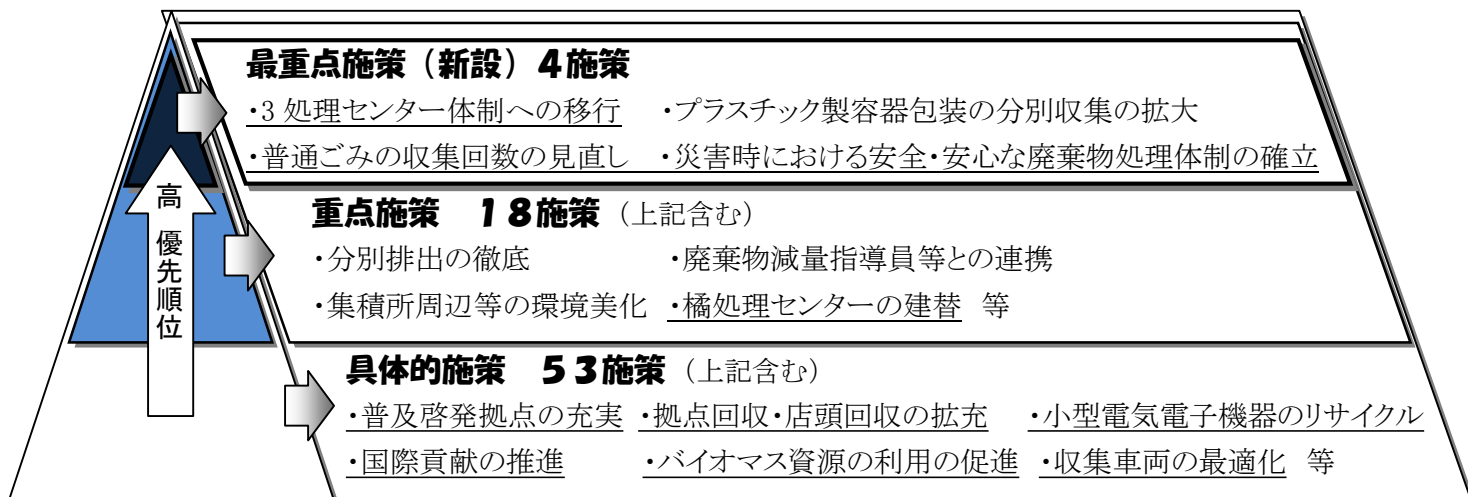 最重点施策（新設）４施策
・3 処理センター体制への移行　・プラスチック製容器包装の分別収集の拡大
・普通ごみの収集回数の見直し　・災害時における安全・安心な廃棄物処理体制の確立
高　優先順位
重点施策　１８施策（上記含む）
・分別排出の徹底　・廃棄物減量指導員等との連携
・集積所周辺等の環境美化　・橘処理センターの建替　等
具体的施策　５３施策（上記含む）
・普及啓発拠点の充実　・拠点回収・店頭回収の拡充　・小型電気電子機器のリサイクル
・国際貢献の推進　・バイオマス資源の利用の促進　・収集車両の最適化　等